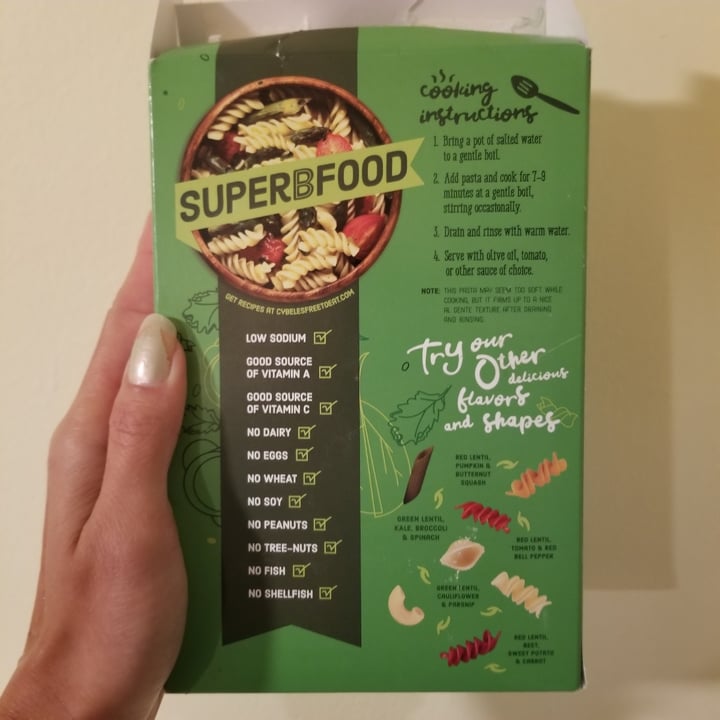 SUPERBFOOD
GET RECIPES AT CYBELESFREETOEAT.COM
LOW SODIUM
GOOD SOURCE
OF VITAMIN A
GOOD SOURCE
OF VITAMIN C
NO DAIRY
NO EGGS
NO WHEAT
NO SOY
NO PEANUTS
NO TREE-NUTS
NO FISH
NO SHELLFISH
cooking
instructions
1. Bring a pot of salted water
to a gentle boil.
2. Add pasta and cook for 7-9
minutes at a gentle boil,
stirring occasionally.
3. Drain and rinse with warm water.
4. Serve with olive oil, tomato,
or other sauce of choice.
NOTE: THIS PASTA MAY SEEM TOO SOFT WHILE
COOKING, BUT IT FIRMS UP TO A NICE
AL DENTE TEXTURE AFTER DRAINING
AND RINSING.
Try our
Other
delicious
flavors
and shapes
RED LENTIL,
PUMPKIN &
BUTTERNUT
SQUASH
GREEN LENTIL,
KALE, BROCCOLI
& SPINACH
RED LENTIL,
TOMATO & RED
BELL PEPPER
GREEN LENTIL,
CAULIFLOWER
& PARSNIP
RED LENTIL,
BEET,
SWEET POTATO
& CARROT